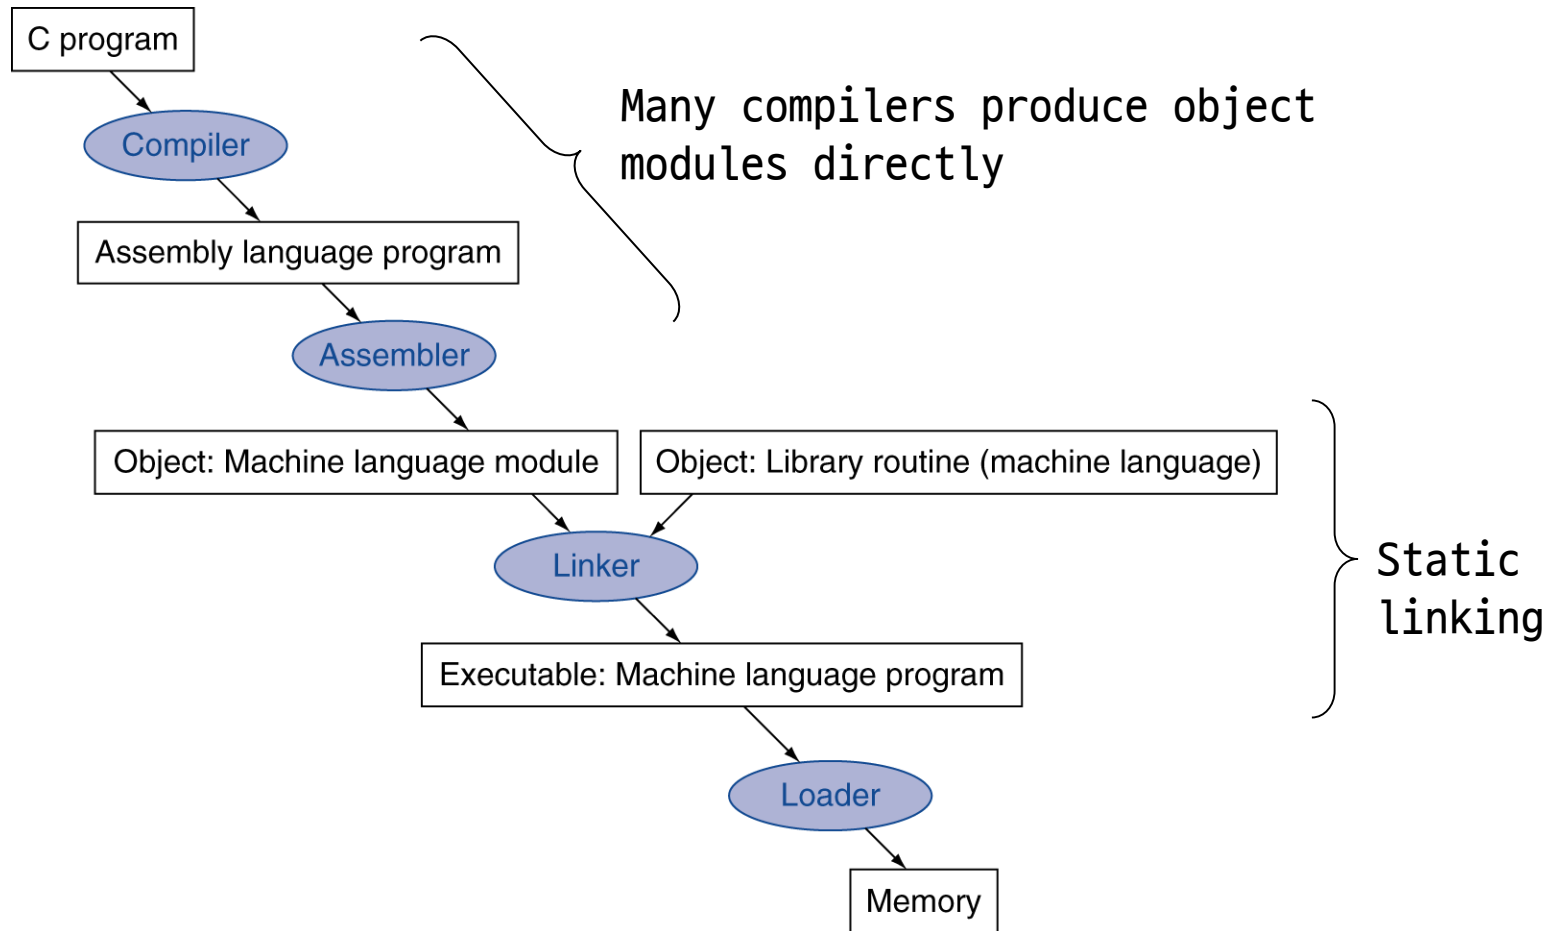 C program
Many compilers produce object
modules directly
Compiler
Assembly language program
Assembler
Object: Machine language module
Object: Library routine (machine language)
Linker
Static
linking
Executable: Machine language program
Loader
Memory